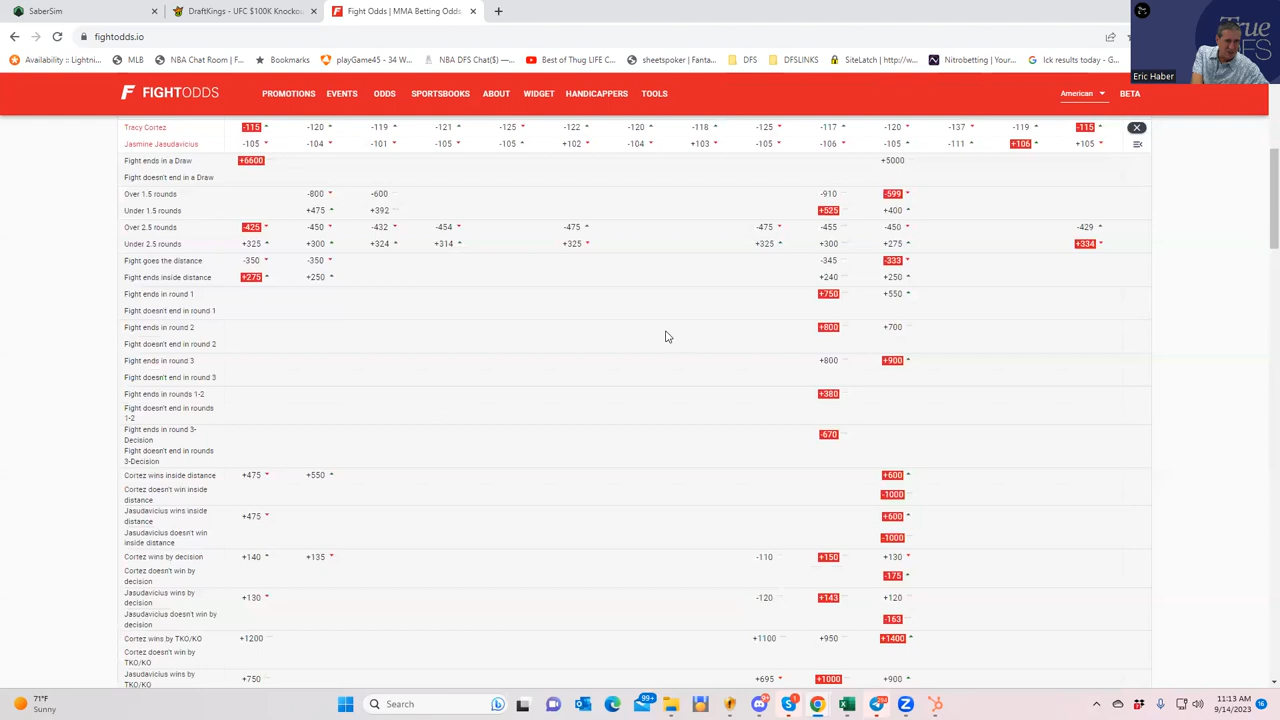 SaberSim
DraftKings - UFC $100K Knockou
Fight Odds | MMA Betting Odds,
fightodds.io
Availability :: Lightni...
MLB
NBA Chat Room | F...
Bookmarks
playGame45 - 34 W...
NBA DFS Chat($) - ...
Best of Thug LIFE C...
sheetspoker | Fanta...
DFS
DFSLINKS
SiteLatch | http://w...
Nitrobetting | Your...
Ick results today - G...
True
DFS
Eric Haber
FIGHTODDS
PROMOTIONS EVENTS ODDS SPORTSBOOKS ABOUT WIDGET HANDICAPPERS TOOLS American BETA
Tracy Cortez -115 -120 -111 -121 -125 -122 -120 -118 -125 -117 -120 -137 -119 -115
Jasmine Jasudavicius -105 -104 -101 -105 -105 +102 -104 +103 -105 -106 -105 -111 +106 +105
Fight ends in a Draw +6600 +5000
Fight doesn't end in a Draw
Over 1.5 rounds -800 -600 -910 -599
Under 1.5 rounds +475 +392 +525 +400
Over 2.5 rounds -425 -450 -432 -454 -475 -475 -455 -450 -429
Under 2.5 rounds +325 +300 +324 +314 +325 +325 +300 +275 +334
Fight goes the distance -350 -350 -345 -333
Fight ends inside distance +275 +250 +240 +250
Fight ends in round 1 +750 +550
Fight doesn't end in round 1
Fight ends in round 2 +800 +700
Fight doesn't end in round 2
Fight ends in round 3 +800 +900
Fight doesn't end in round 3
Fight ends in rounds 1-2 +380
Fight doesn't end in rounds
1-2
Fight ends in round 3-
Decision -670
Fight doesn't end in rounds
3-Decision
Cortez wins inside distance +475 +550 +600
Cortez doesn't win inside
distance -1000
Jasudavicius wins inside
distance +475 +600
Jasudavicius doesn't win
inside distance -1000
Cortez wins by decision +140 +135 -110 +150 +130
Cortez doesn't win by
decision -175
Jasudavicius wins by
decision +130 -120 +143 +120
Jasudavicius doesn't win by
decision -163
Cortez wins by TKO/KO +1200 +1100 +950 +1400
Cortez doesn't win by
TKO/KO
Jasudavicius wins by
TKO/KO +750 +695 +1000 +900
71°F
Sunny
Search
99+
11:13 AM
9/14/2023
16